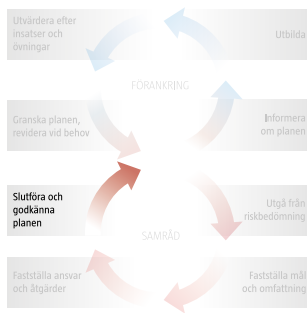 Utvärdera efter
insatser och
övningar
Utbilda
FÖRANKRING
Granska planen,
revidera vid behov
Informera
om planen
Slutföra och
godkänna
planen
Utgå från
riskbedömning
SAMRÅD
Fastställa ansvar
och åtgärder
Fastställa mål
och omfattning